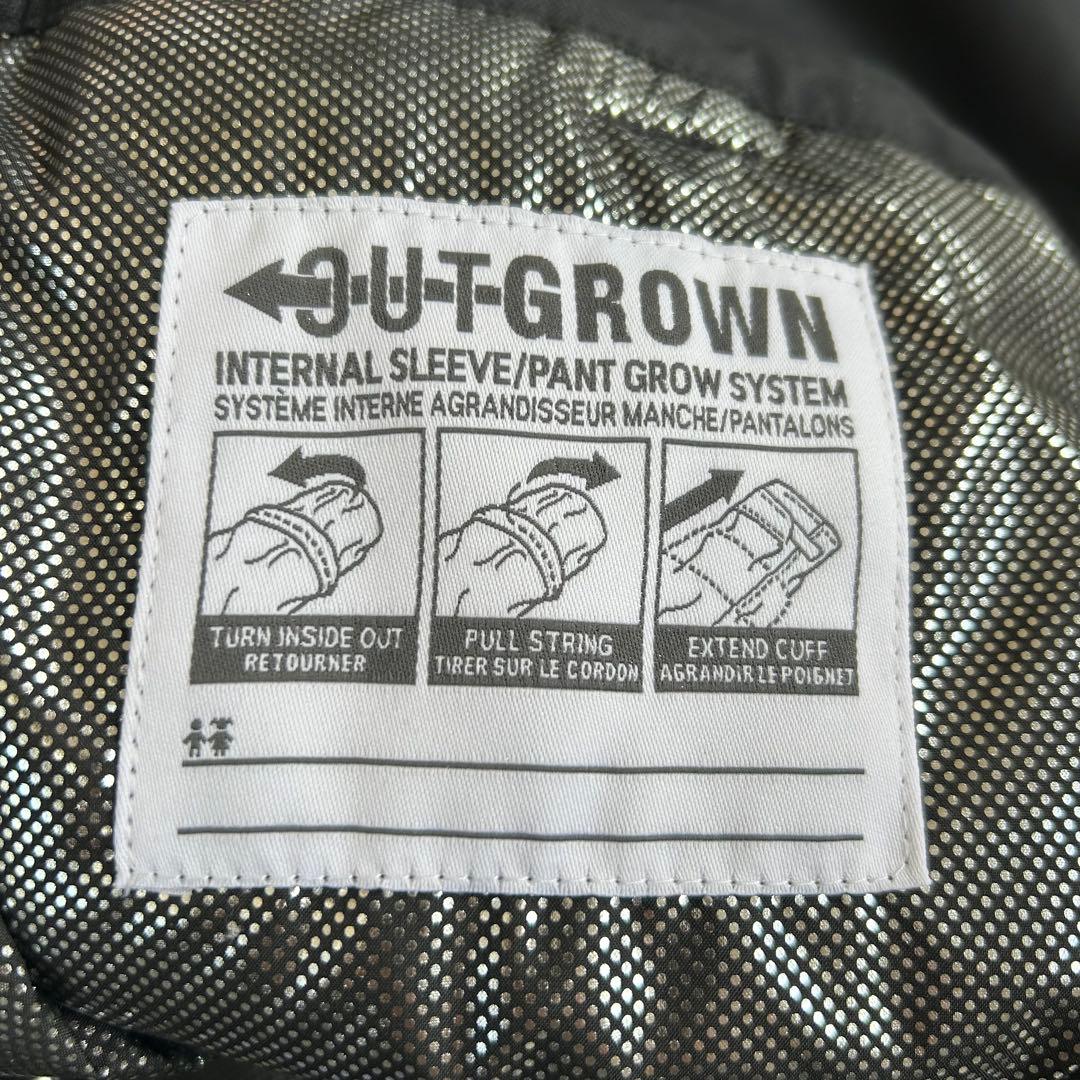 OUTGROWN
INTERNAL SLEEVE/PANT GROW SYSTEM
SYSTÈME INTERNE AGRANDISSEUR MANCHE/PANTALONS
TURN INSIDE OUT
RETOURNER
PULL STRING
TIRER SUR LE CORDON
EXTEND CUFF
AGRANDIR LE POIGNET